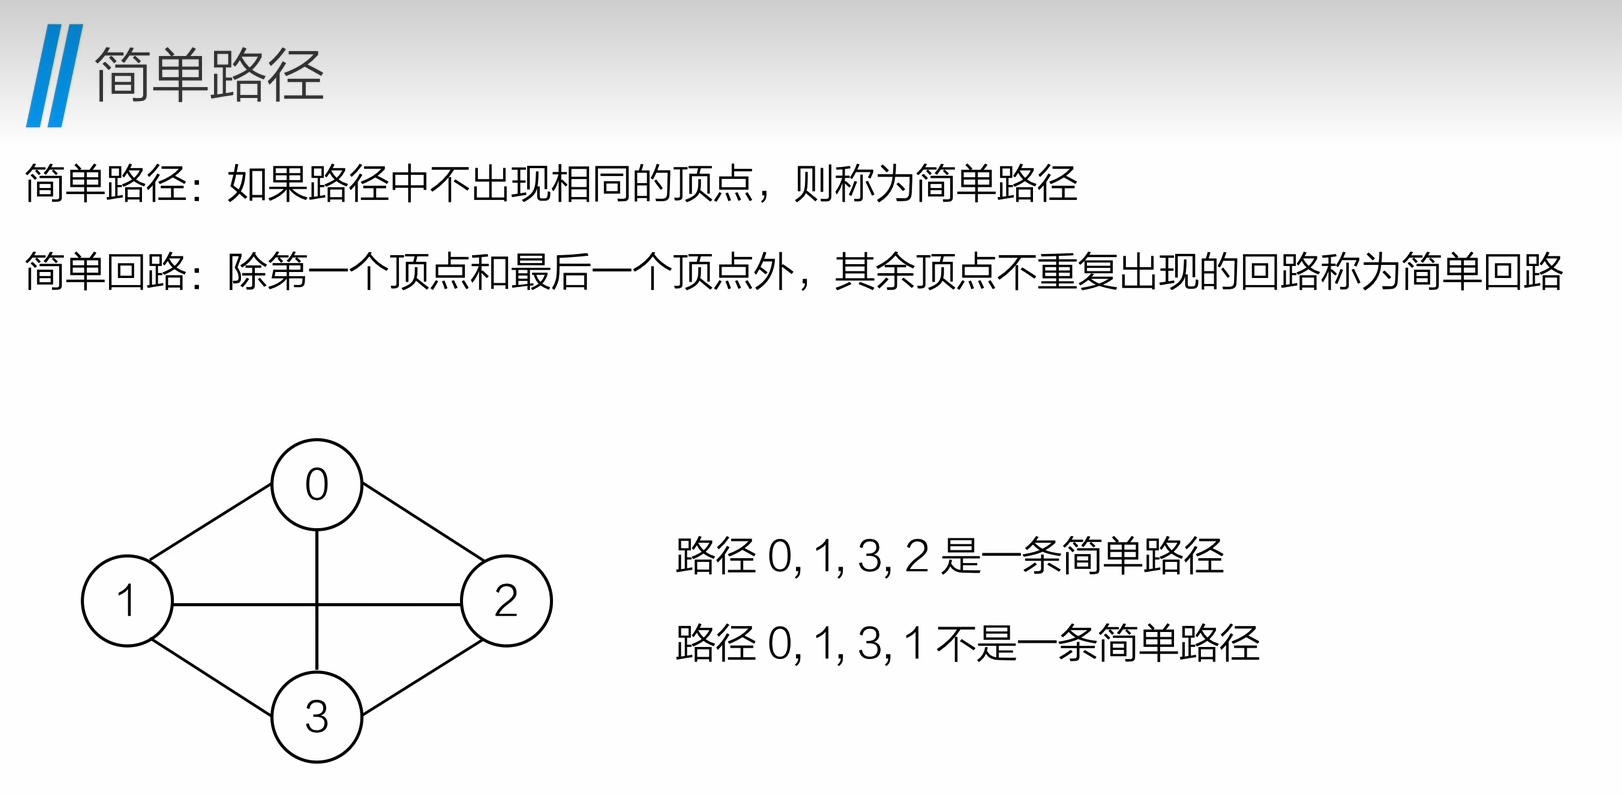 简单路径
简单路径：如果路径中不出现相同的顶点，则称为简单路径
简单回路：除第一个顶点和最后一个顶点外，其余顶点不重复出现的回路称为简单回路
0
1
2
3
路径 0, 1, 3, 2 是一条简单路径
路径 0, 1, 3, 1 不是一条简单路径